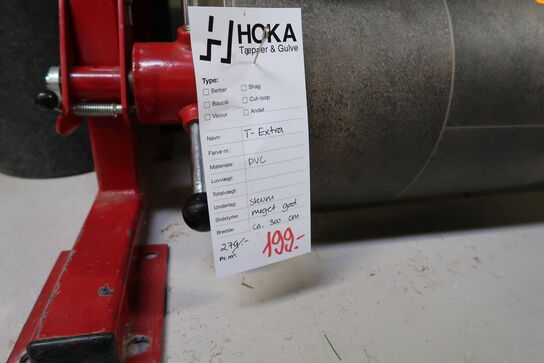 HOKA
Tæpper & Gulve
Type:
Berber Shag
Bouclé Cut-loop
Velour Andet
Navn: T-Extra
Farve nr.:
Materiale: PVC
Luvvægt:
Totalvægt:
Underlag: skum
Slidstyrke: meget god
Bredde: ca. 300 cm
279,-
Pr. m²: 199,-